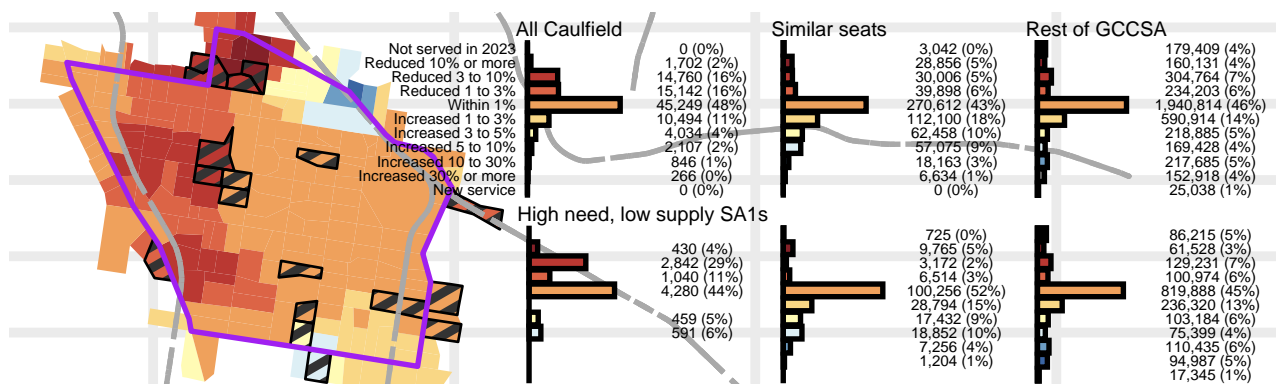 All Caulfield Similar seats Rest of GCCSA
Not served in 2023 0 (0%) 3,042 (0%) 179,409 (4%)
Reduced 10% or more 1,702 (2%) 28,856 (5%) 160,131 (4%)
Reduced 3 to 10% 14,760 (16%) 30,006 (5%) 304,764 (7%)
Reduced 1 to 3% 15,142 (16%) 39,898 (6%) 234,203 (6%)
Within 1% 45,249 (48%) 270,612 (43%) 1,940,814 (46%)
Increased 1 to 3% 10,494 (11%) 112,100 (18%) 590,914 (14%)
Increased 3 to 5% 4,034 (4%) 62,458 (10%) 218,885 (5%)
Increased 5 to 10% 2,107 (2%) 57,075 (9%) 169,428 (4%)
Increased 10 to 30% 846 (1%) 18,163 (3%) 217,685 (5%)
Increased 30% or more 266 (0%) 6,634 (1%) 152,918 (4%)
New service 0 (0%) 0 (0%) 25,038 (1%)
High need, low supply SA1s
725 (0%) 86,215 (5%)
430 (4%) 9,765 (5%) 61,528 (3%)
2,842 (29%) 3,172 (2%) 129,231 (7%)
1,040 (11%) 6,514 (3%) 100,974 (6%)
4,280 (44%) 100,256 (52%) 819,888 (45%)
28,794 (15%) 236,320 (13%)
459 (5%) 17,432 (9%) 103,184 (6%)
591 (6%) 18,852 (10%) 75,399 (4%)
7,256 (4%) 110,435 (6%)
1,204 (1%) 94,987 (5%)
17,345 (1%)